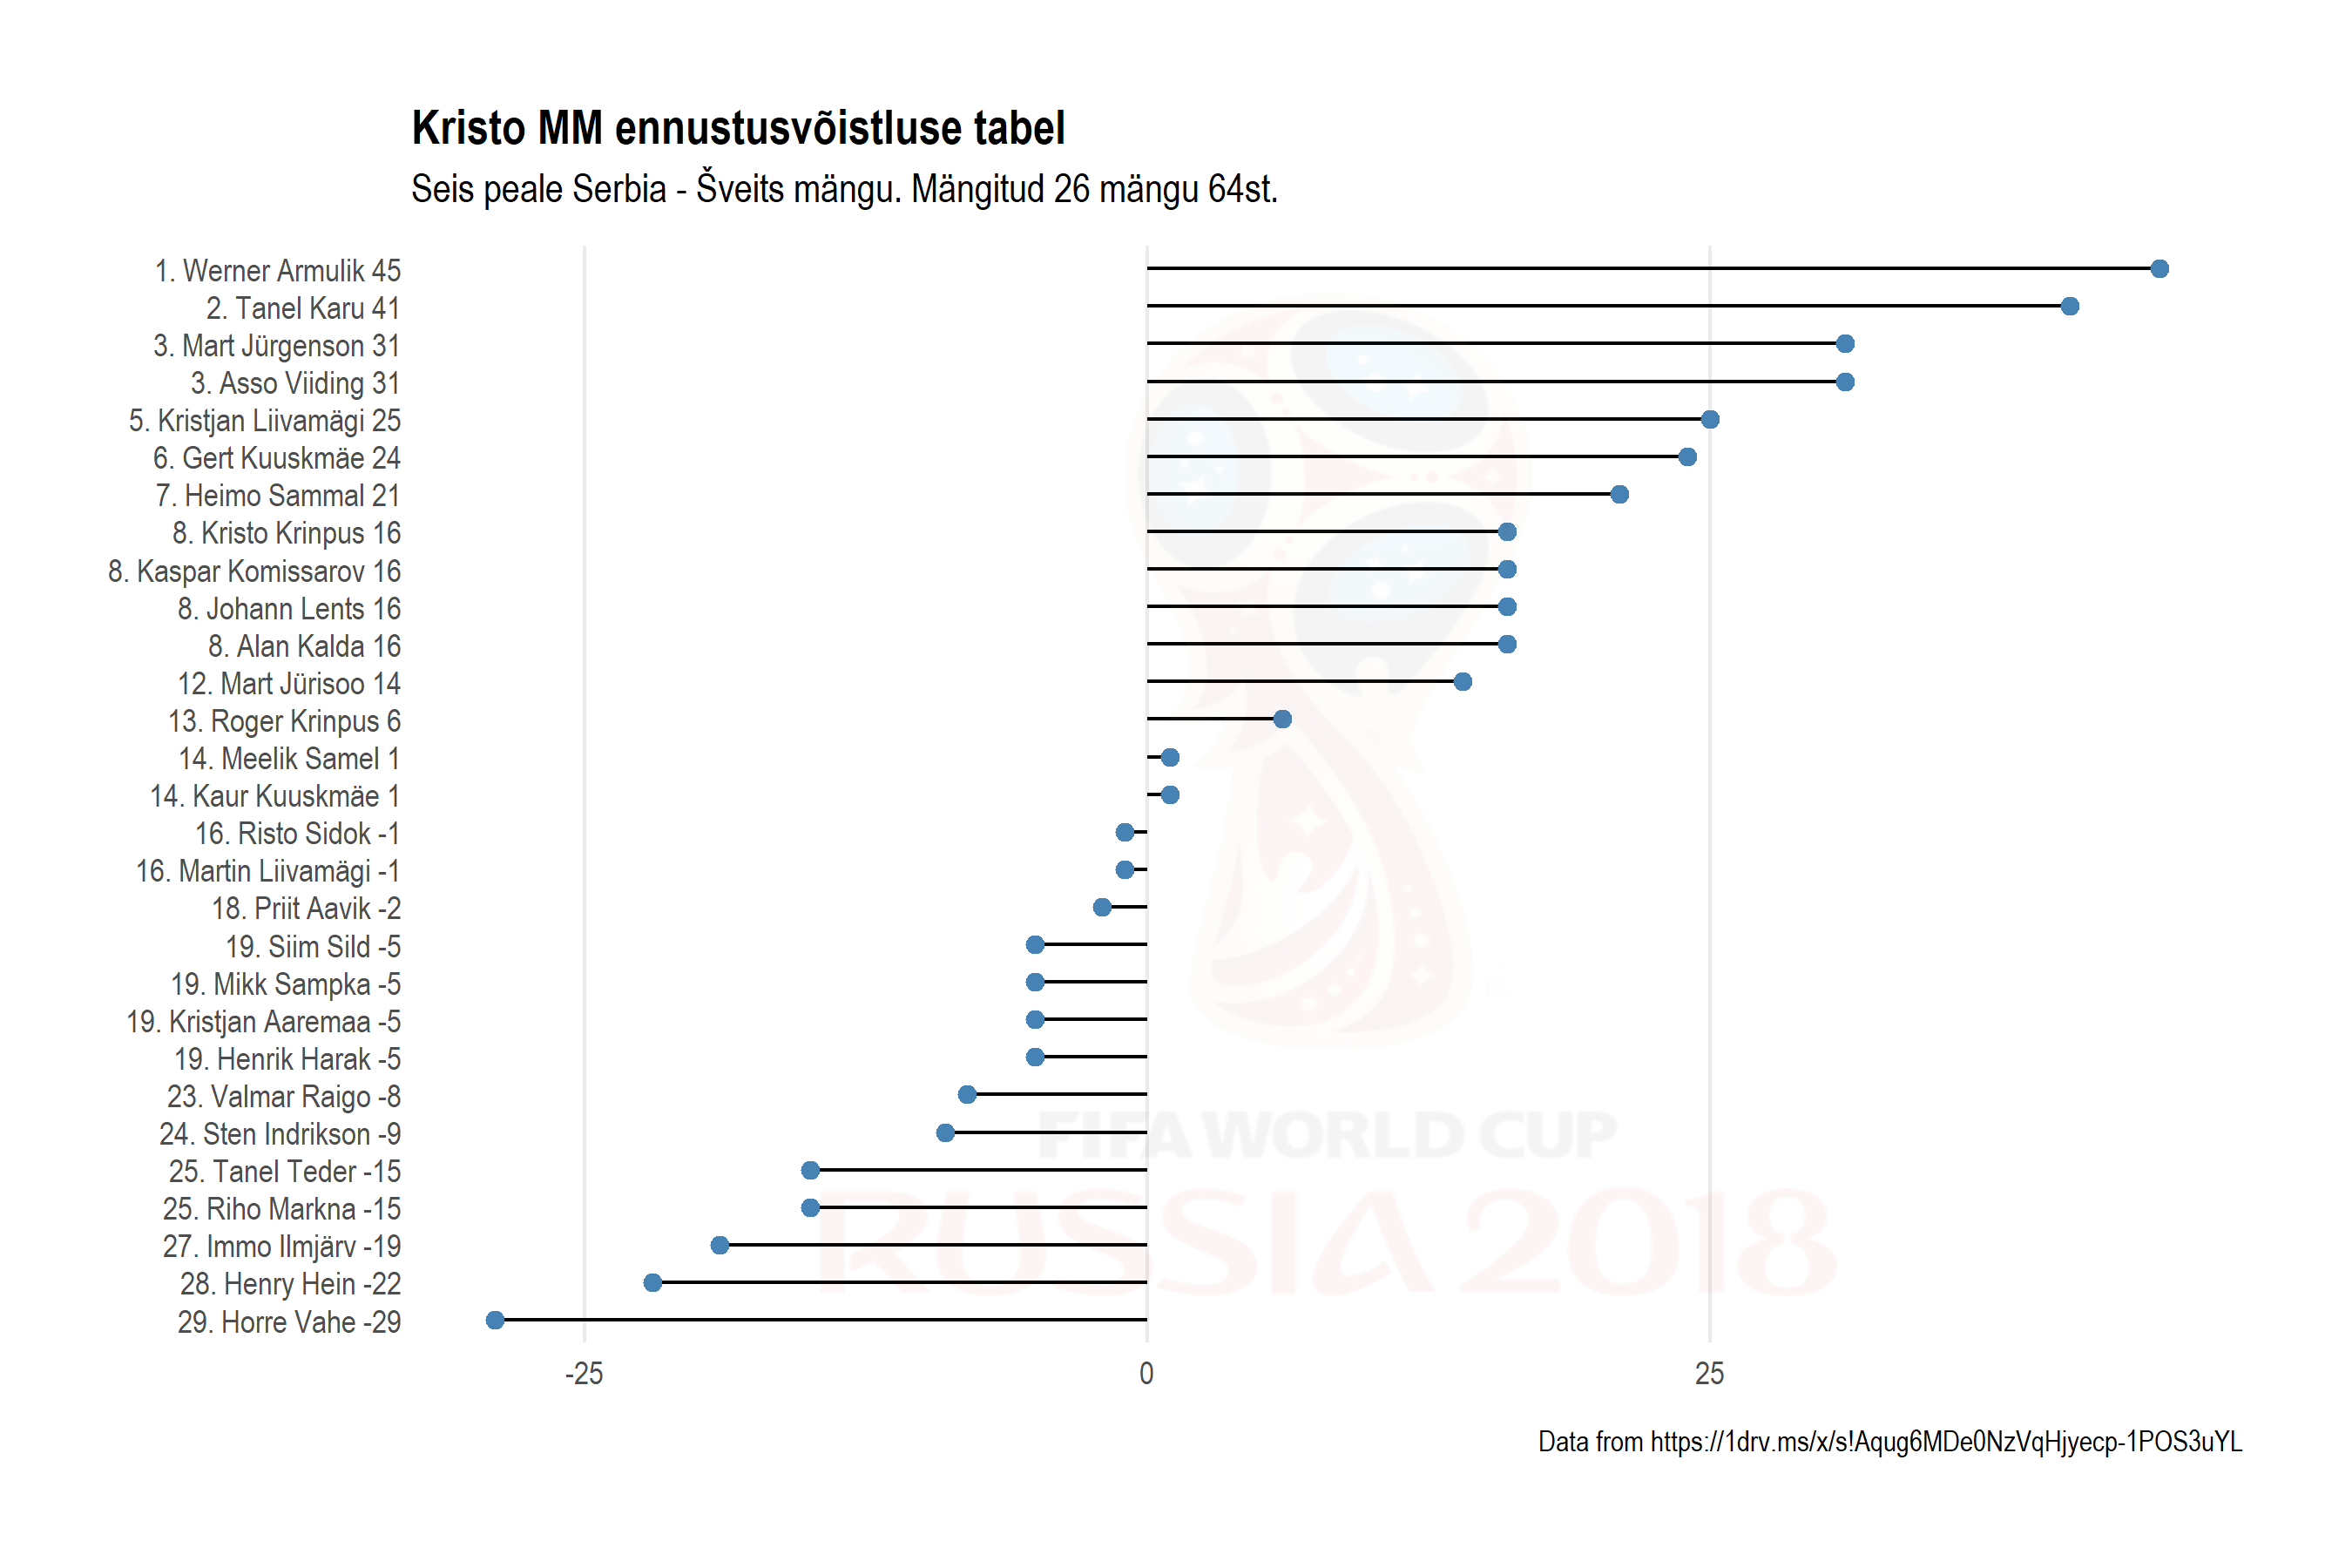 Kristo MM ennustusvõistluse tabel
Seis peale Serbia - Šveits mängu. Mängitud 26 mängu 64st.
1. Werner Armulik 45
2. Tanel Karu 41
3. Mart Jürgenson 31
3. Asso Viiding 31
5. Kristjan Liivamägi 25
6. Gert Kuuskmäe 24
7. Heimo Sammal 21
8. Kristo Krinpus 16
8. Kaspar Komissarov 16
8. Johann Lents 16
8. Alan Kalda 16
12. Mart Jürisoo 14
13. Roger Krinpus 6
14. Meelik Samel 1
14. Kaur Kuuskmäe 1
16. Risto Sidok -1
16. Martin Liivamägi -1
18. Priit Aavik -2
19. Siim Sild -5
19. Mikk Sampka -5
19. Kristjan Aaremaa -5
19. Henrik Harak -5
23. Valmar Raigo -8
24. Sten Indrikson -9
25. Tanel Teder -15
25. Riho Markna -15
27. Immo Ilmjärv -19
28. Henry Hein -22
29. Horre Vahe -29
FIFA WORLD CUP
RUSSIA 2018
-25 0 25
Data from https://1drv.ms/x/s!Aqug6MDe0NzVqHjyecp-1POS3uYL